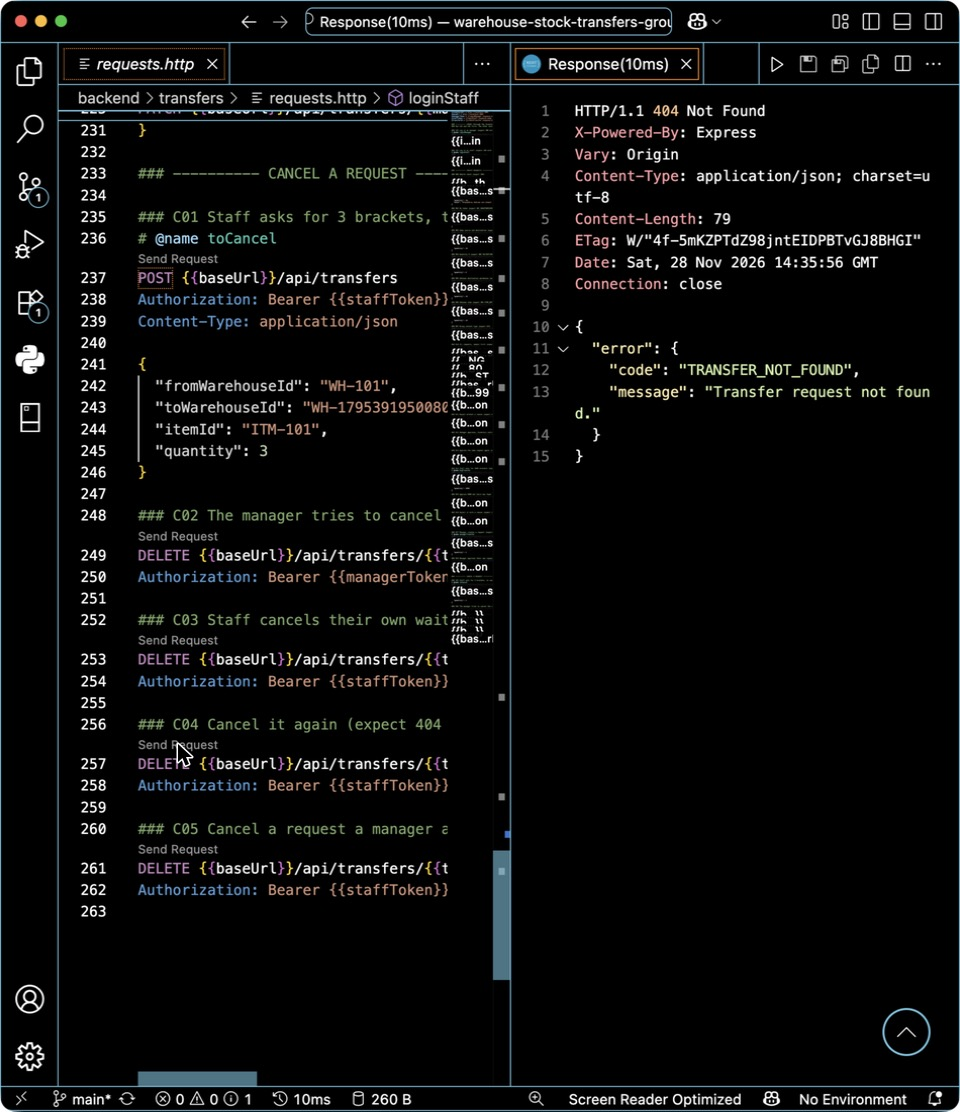 Response(10ms) — warehouse-stock-transfers-grou
requests.http
Response(10ms)
backend > transfers > requests.http > loginStaff
231 }
232
233 ### ---------- CANCEL A REQUEST ----
234
235 ### C01 Staff asks for 3 brackets, t
236 # @name toCancel
Send Request
237 POST {{baseUrl}}/api/transfers
238 Authorization: Bearer {{staffToken}}
239 Content-Type: application/json
240
241 {
242 "fromWarehouseId": "WH-101",
243 "toWarehouseId": "WH-1795391950080
244 "itemId": "ITM-101",
245 "quantity": 3
246 }
247
248 ### C02 The manager tries to cancel
Send Request
249 DELETE {{baseUrl}}/api/transfers/{{t
250 Authorization: Bearer {{managerToken
251
252 ### C03 Staff cancels their own wait
Send Request
253 DELETE {{baseUrl}}/api/transfers/{{t
254 Authorization: Bearer {{staffToken}}
255
256 ### C04 Cancel it again (expect 404
Send Request
257 DELETE {{baseUrl}}/api/transfers/{{t
258 Authorization: Bearer {{staffToken}}
259
260 ### C05 Cancel a request a manager a
Send Request
261 DELETE {{baseUrl}}/api/transfers/{{t
262 Authorization: Bearer {{staffToken}}
263
1 HTTP/1.1 404 Not Found
2 X-Powered-By: Express
3 Vary: Origin
4 Content-Type: application/json; charset=u
tf-8
5 Content-Length: 79
6 ETag: W/"4f-5mKZPTdZ98jntEIDPBTvGJ8BHGI"
7 Date: Sat, 28 Nov 2026 14:35:56 GMT
8 Connection: close
9
10 {
11 "error": {
12 "code": "TRANSFER_NOT_FOUND",
13 "message": "Transfer request not foun
d."
14 }
15 }
1
1
main* 0 0 1 10ms 260 B Screen Reader Optimized No Environment